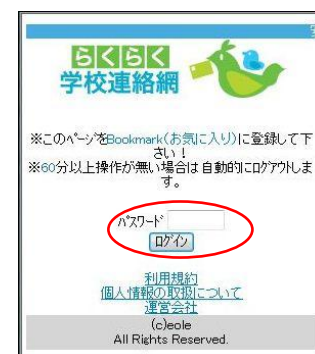 らくらく
学校連絡網
※このﾍﾟｰｼﾞをBookmark(お気に入り)に登録して下
さい！
※60分以上操作が無い場合は自動的にﾛｸﾞｱｳﾄしま
す。
ﾊﾟｽﾜｰﾄﾞ
ﾛｸﾞｲﾝ
利用規約
個人情報の取扱について
運営会社
(c)eole
All Rights Reserved.